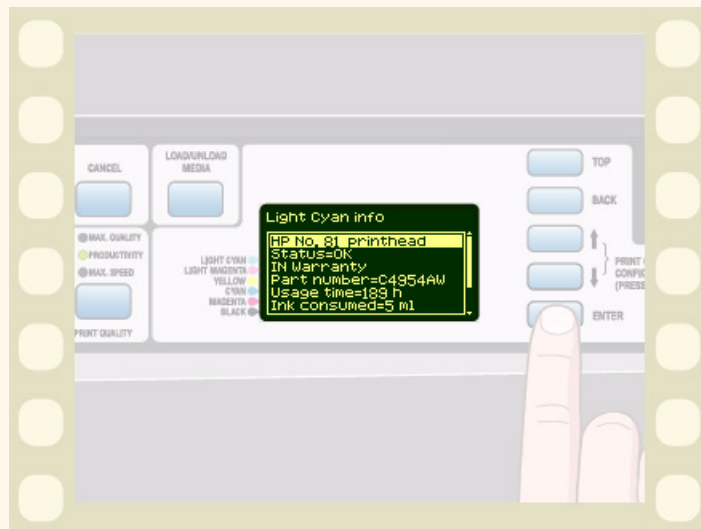 CANCEL
LOAD/UNLOAD
MEDIA
TOP
BACK
MAX. QUALITY
PRODUCTIVITY
MAX. SPEED
PRINT QUALITY
LIGHT CYAN
LIGHT MAGENTA
YELLOW
CYAN
MAGENTA
BLACK
Light Cyan info
HP No. 81 printhead
Status=OK
IN Warranty
Part number=C4954AW
Usage time=189 h
Ink consumed=5 ml
PRINT
(PRESS
ENTER